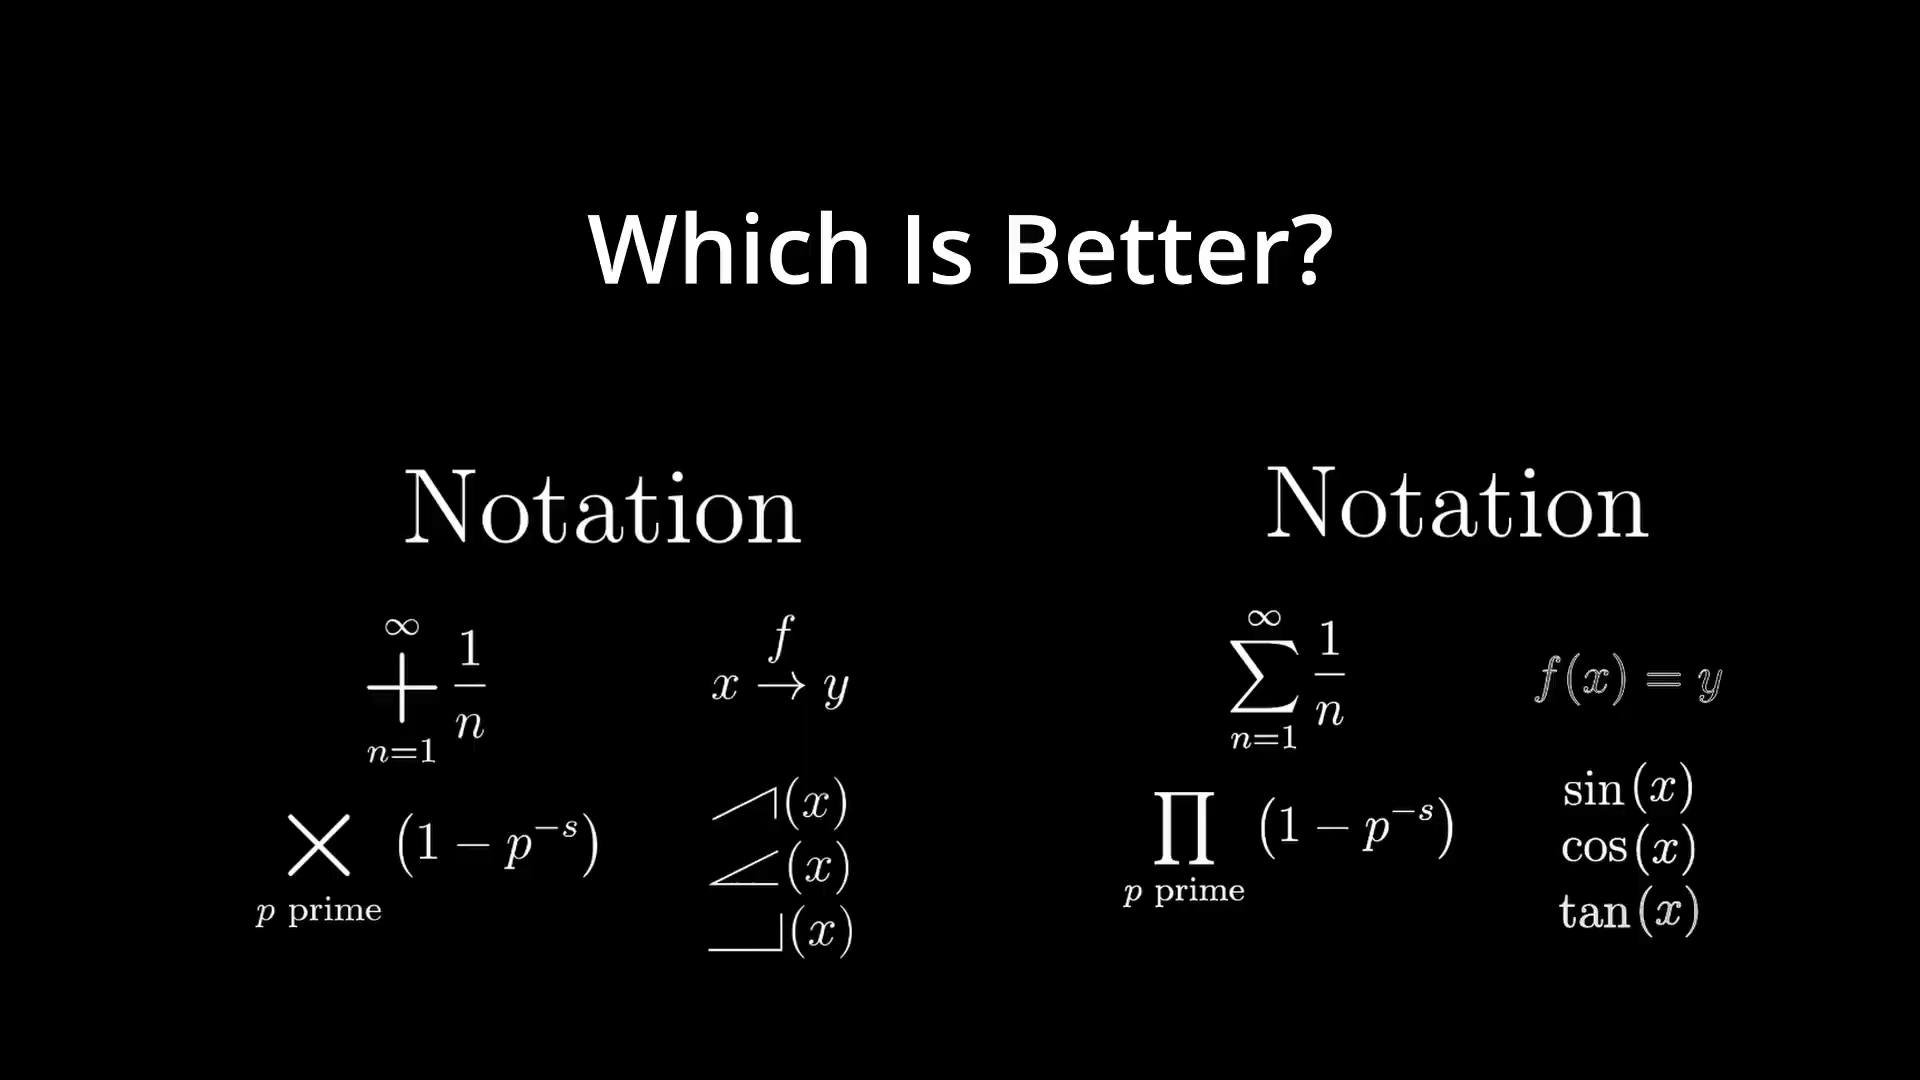 Which Is Better?
Notation
∞
+ 1/n
n=1
f
x → y
× (1 − p⁻ˢ)
p prime
(x)
(x)
(x)
Notation
∞
∑ 1/n
n=1
f(x) = y
∏ (1 − p⁻ˢ)
p prime
sin(x)
cos(x)
tan(x)